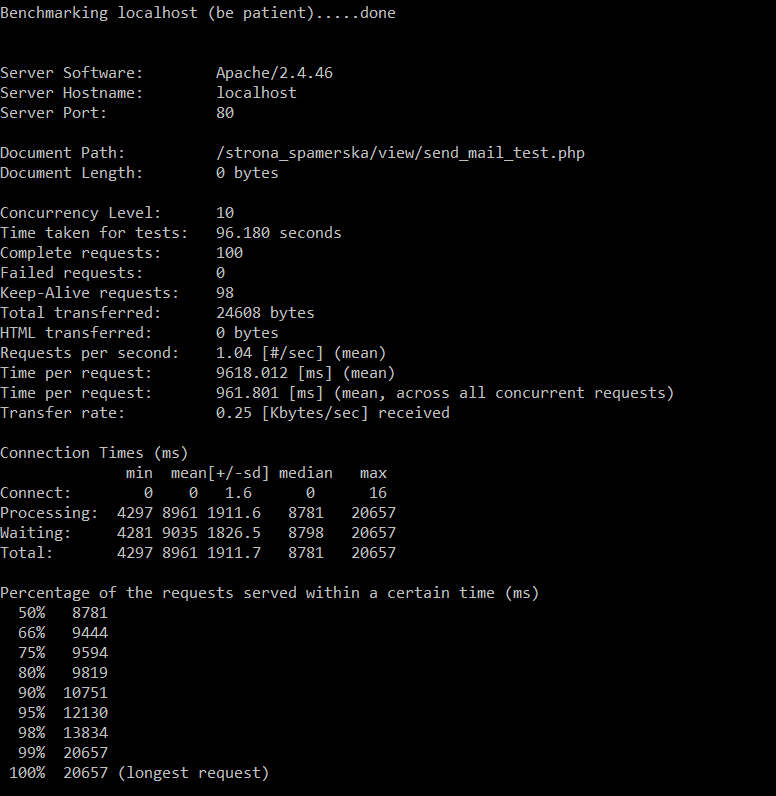 Benchmarking localhost (be patient).....done
Server Software: Apache/2.4.46
Server Hostname: localhost
Server Port: 80
Document Path: /strona_spamerska/view/send_mail_test.php
Document Length: 0 bytes
Concurrency Level: 10
Time taken for tests: 96.180 seconds
Complete requests: 100
Failed requests: 0
Keep-Alive requests: 98
Total transferred: 24608 bytes
HTML transferred: 0 bytes
Requests per second: 1.04 [#/sec] (mean)
Time per request: 9618.012 [ms] (mean)
Time per request: 961.801 [ms] (mean, across all concurrent requests)
Transfer rate: 0.25 [Kbytes/sec] received
Connection Times (ms)
min mean[+/-sd] median max
Connect: 0 0 1.6 0 16
Processing: 4297 8961 1911.6 8781 20657
Waiting: 4281 9035 1826.5 8798 20657
Total: 4297 8961 1911.7 8781 20657
Percentage of the requests served within a certain time (ms)
50% 8781
66% 9444
75% 9594
80% 9819
90% 10751
95% 12130
98% 13834
99% 20657
100% 20657 (longest request)